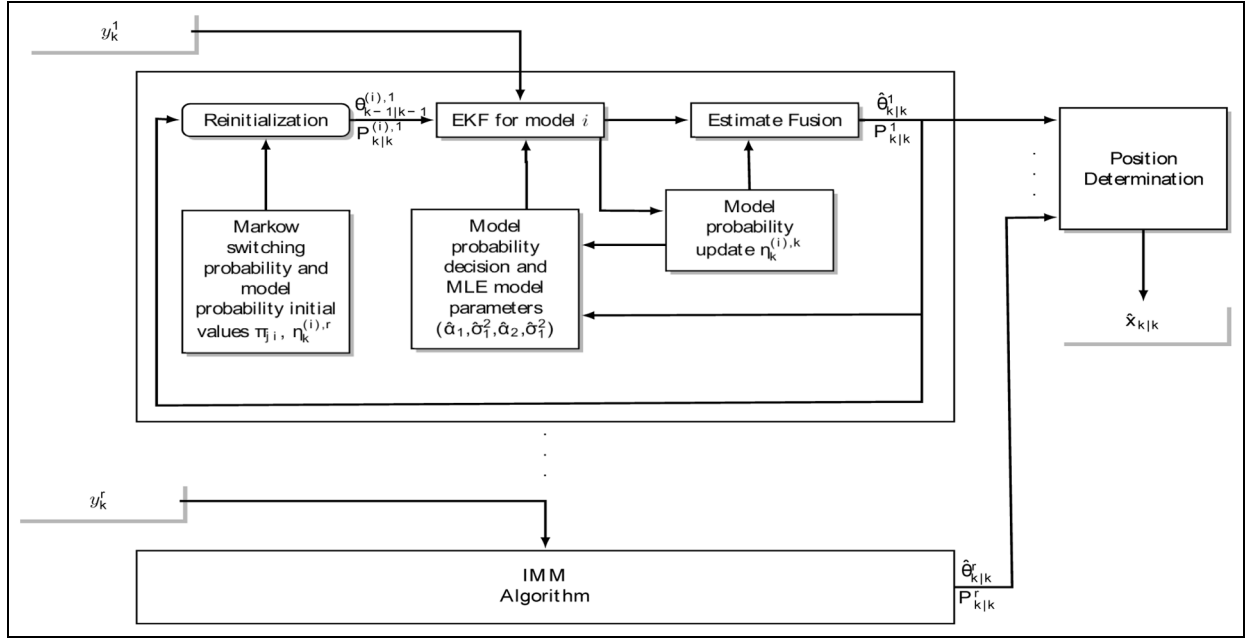 y_k^1
Reinitialization
θ_{k-1|k-1}^{(i),1}
P_{k|k}^{(i),1}
EKF for model i
Estimate Fusion
θ̂_{k|k}^1
P_{k|k}^1
Position
Determination
Markow
switching
probability and
model
probability initial
values π_{ji}, η_k^{(i),r}
Model
probability
decision and
MLE model
parameters
(α̂_1,σ̂_1^2,α̂_2,σ̂_1^2)
Model
probability
update η_k^{(i),k}
x̂_{k|k}
y_k^r
IMM
Algorithm
θ̂_{k|k}^r
P_{k|k}^r